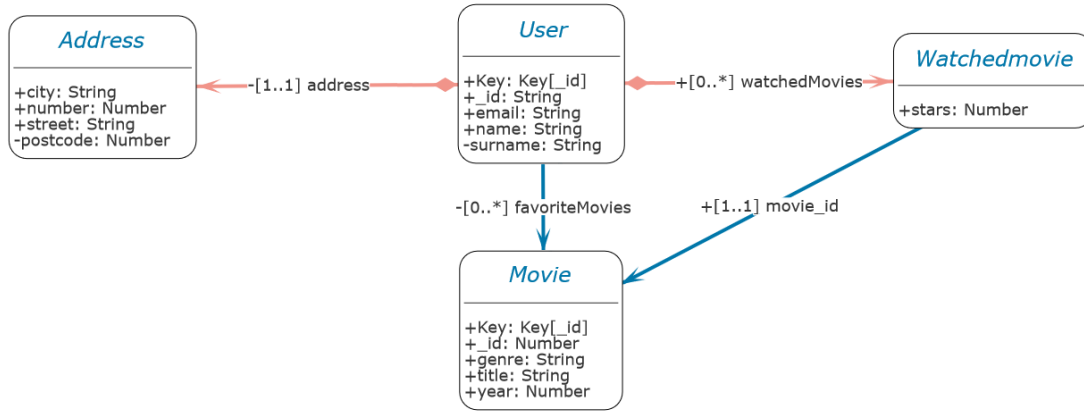 Address
+city: String
+number: Number
+street: String
-postcode: Number
-[1..1] address
User
+Key: Key[_id]
+_id: String
+email: String
+name: String
-surname: String
+[0..*] watchedMovies
Watchedmovie
+stars: Number
-[0..*] favoriteMovies
+[1..1] movie_id
Movie
+Key: Key[_id]
+_id: Number
+genre: String
+title: String
+year: Number